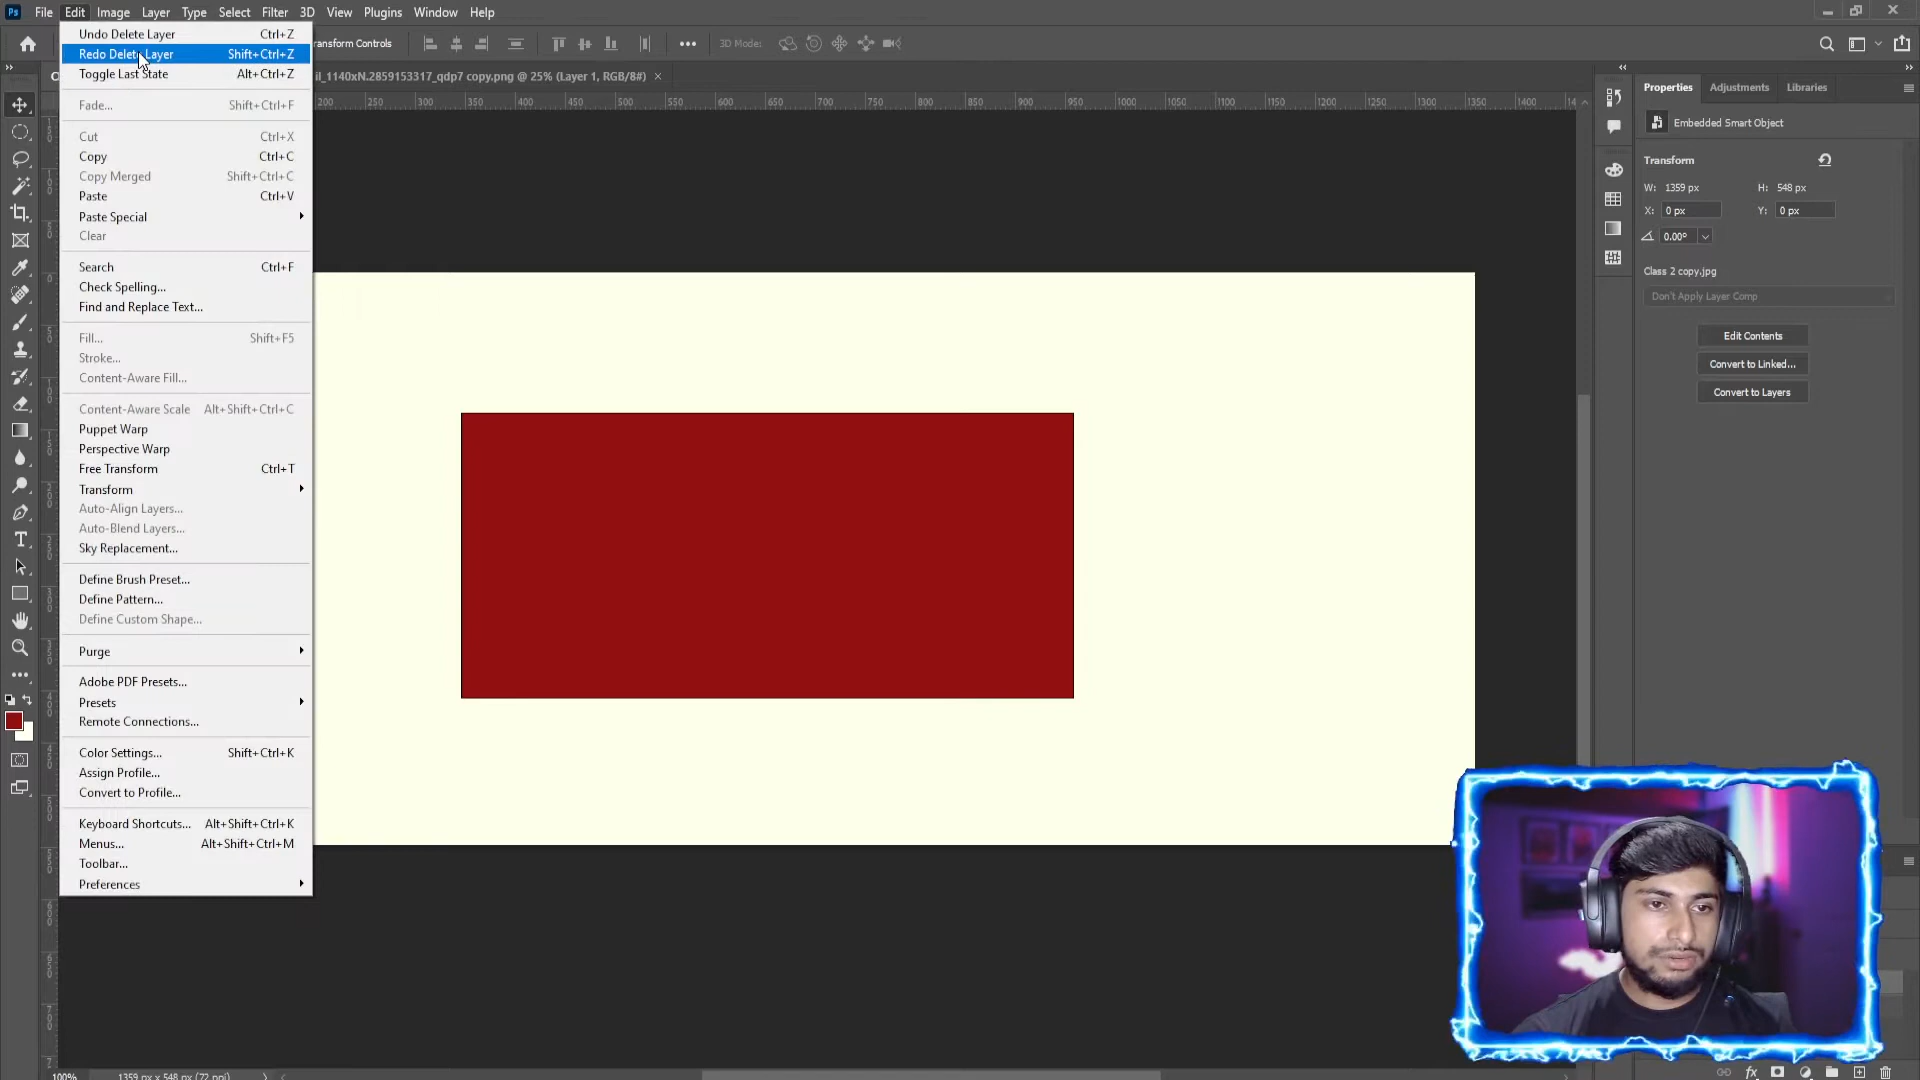 Ps File Edit Image Layer Type Select Filter 3D View Plugins Window Help
ransform Controls 3D Mode:
il_1140xN.2859153317_qdp7 copy.png @ 25% (Layer 1, RGB/8#) ×
200 250 300 350 400 450 500 550 600 650 700 750 800 850 900 950 1000 1050 1100 1150 1200 1250 1300 1350 1400
Undo Delete Layer Ctrl+Z
Redo Delete Layer Shift+Ctrl+Z
Toggle Last State Alt+Ctrl+Z
Fade... Shift+Ctrl+F
Cut Ctrl+X
Copy Ctrl+C
Copy Merged Shift+Ctrl+C
Paste Ctrl+V
Paste Special
Clear
Search Ctrl+F
Check Spelling...
Find and Replace Text...
Fill... Shift+F5
Stroke...
Content-Aware Fill...
Content-Aware Scale Alt+Shift+Ctrl+C
Puppet Warp
Perspective Warp
Free Transform Ctrl+T
Transform
Auto-Align Layers...
Auto-Blend Layers...
Sky Replacement...
Define Brush Preset...
Define Pattern...
Define Custom Shape...
Purge
Adobe PDF Presets...
Presets
Remote Connections...
Color Settings... Shift+Ctrl+K
Assign Profile...
Convert to Profile...
Keyboard Shortcuts... Alt+Shift+Ctrl+K
Menus... Alt+Shift+Ctrl+M
Toolbar...
Preferences
Properties Adjustments Libraries
Embedded Smart Object
Transform
W: 1359 px H: 548 px
X: 0 px Y: 0 px
0.00°
Class 2 copy.jpg
Don't Apply Layer Comp
Edit Contents
Convert to Linked...
Convert to Layers
100% 1359 px x 548 px (72 ppi)